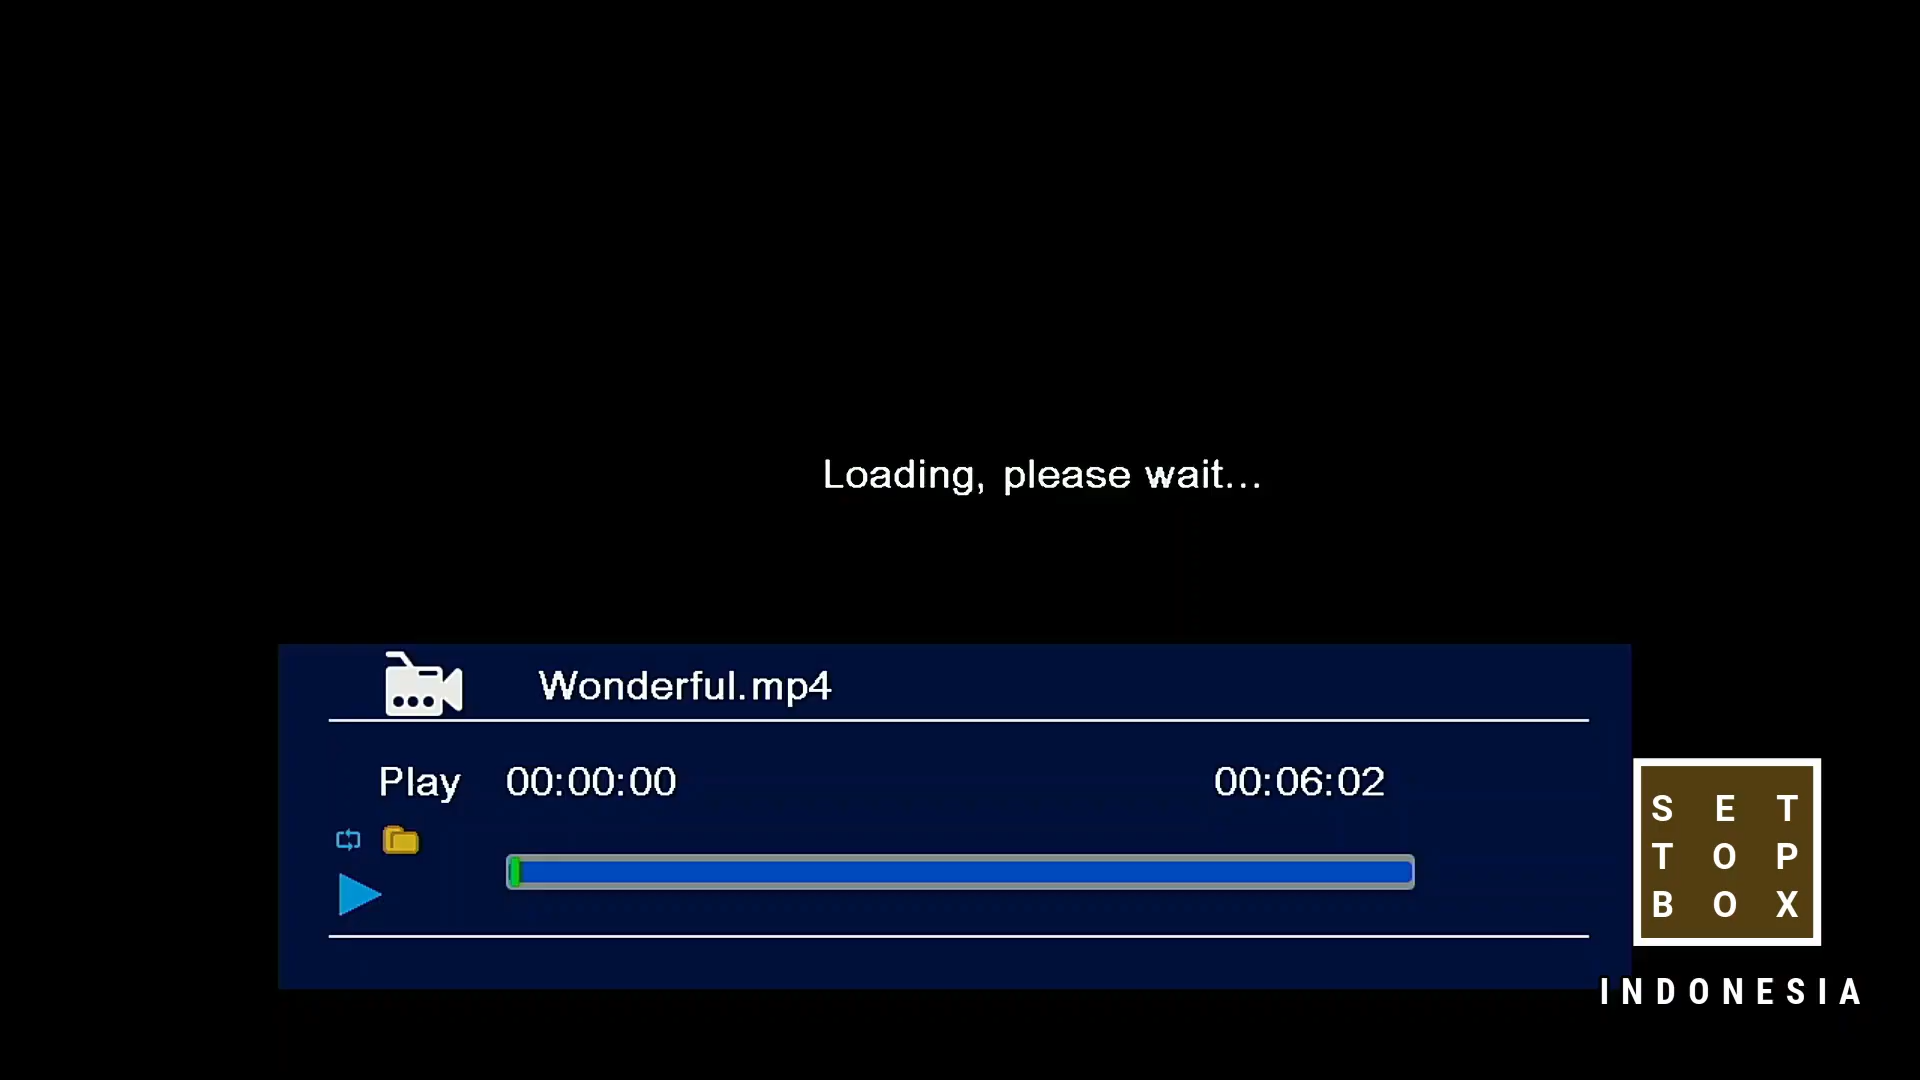 Loading, please wait...
Wonderful.mp4
Play 00:00:00 00:06:02
S E T
T O P
B O X
INDONESIA